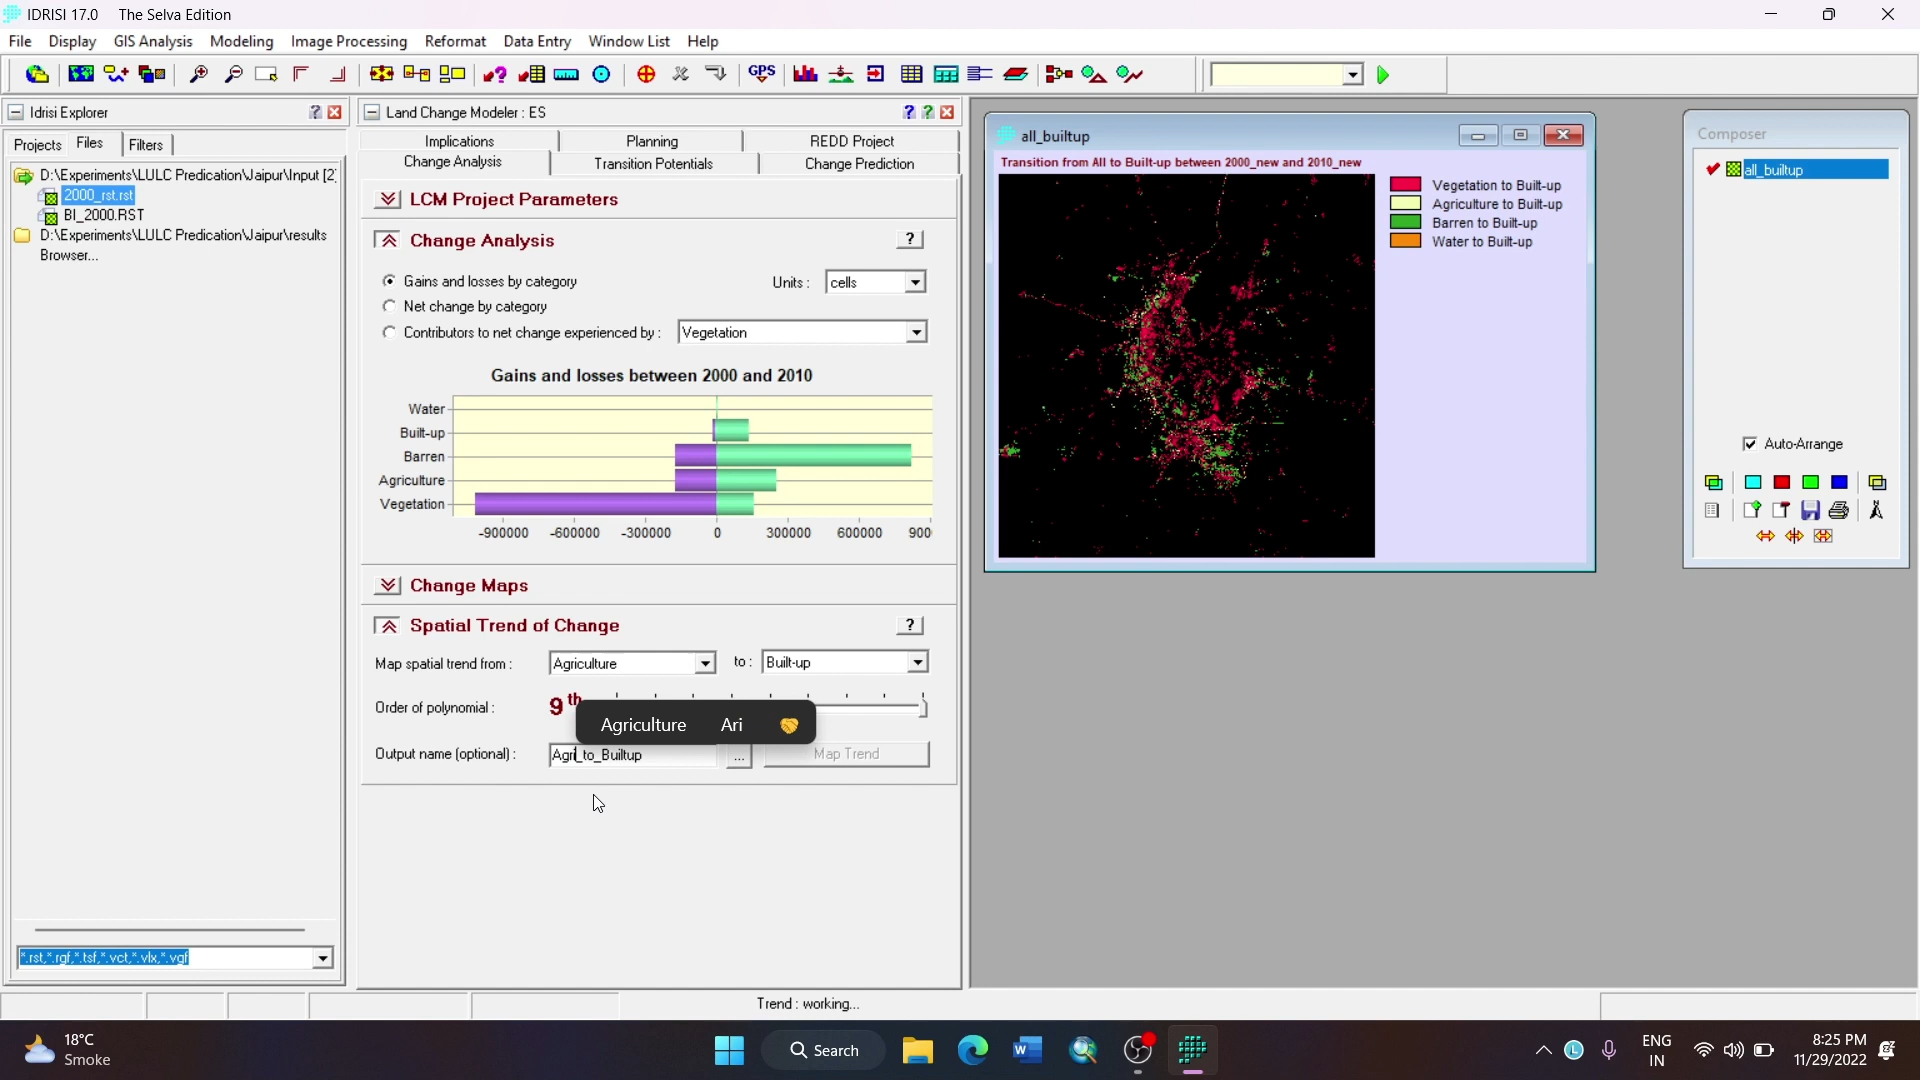 IDRISI 17.0 The Selva Edition
File Display GIS Analysis Modeling Image Processing Reformat Data Entry Window List Help
GPS
Idrisi Explorer
Projects Files Filters
D:\Experiments\LULC Predication\Jaipur\Input [2]
2000_rst.rst
BI_2000.RST
D:\Experiments\LULC Predication\Jaipur\results
Browser...
*.rst,*.rgf,*.tsf,*.vct,*.vlx,*.vgf
Land Change Modeler : ES
Implications Planning REDD Project
Change Analysis Transition Potentials Change Prediction
LCM Project Parameters
Change Analysis ?
Gains and losses by category Units : cells
Net change by category
Contributors to net change experienced by : Vegetation
Gains and losses between 2000 and 2010
Water
Built-up
Barren
Agriculture
Vegetation
-900000 -600000 -300000 0 300000 600000 900
Change Maps
Spatial Trend of Change ?
Map spatial trend from : Agriculture to : Built-up
Order of polynomial : 9 th
Agriculture Ari
Output name (optional) : Agri_to_Builtup ... Map Trend
all_builtup
Transition from All to Built-up between 2000_new and 2010_new
Vegetation to Built-up
Agriculture to Built-up
Barren to Built-up
Water to Built-up
Composer
all_builtup
Auto-Arrange
Trend : working...
18°C
Smoke
Search
ENG
IN
8:25 PM
11/29/2022